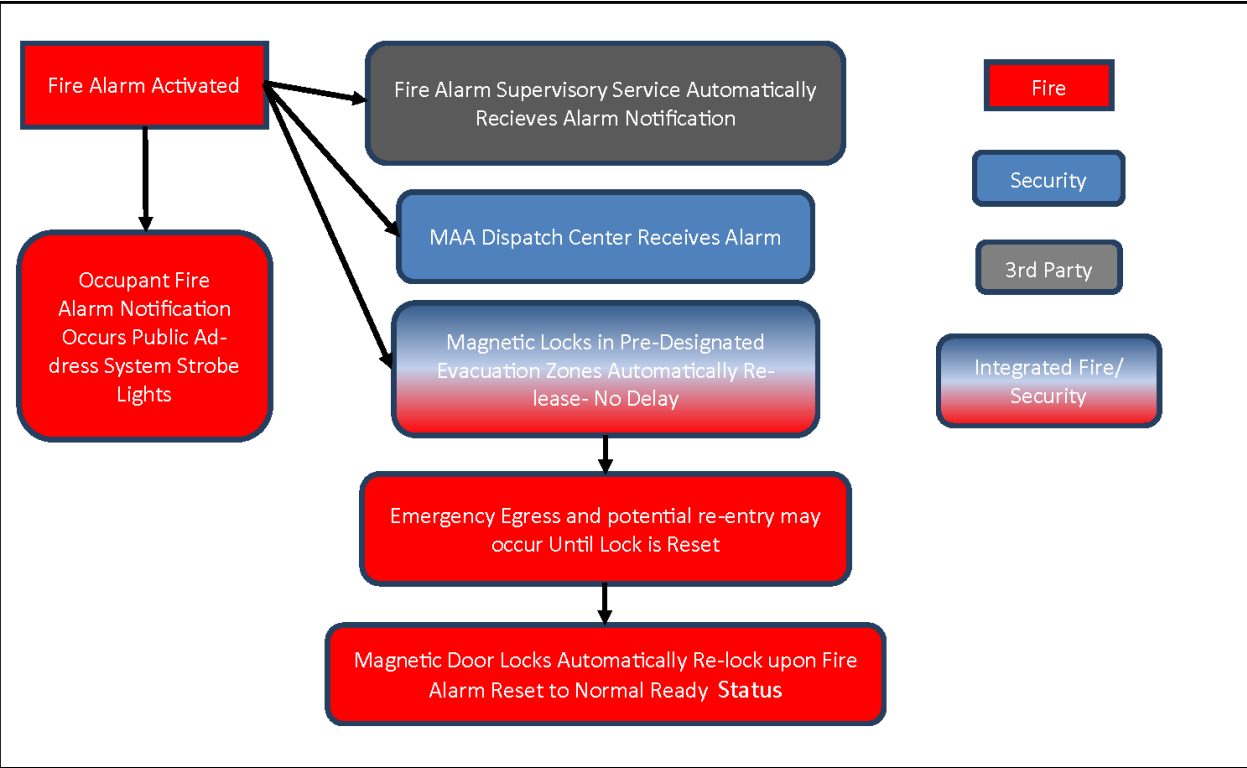 Fire Alarm Activated
Fire Alarm Supervisory Service Automatically
Recieves Alarm Notification
MAA Dispatch Center Receives Alarm
Occupant Fire
Alarm Notification
Occurs Public Ad-
dress System Strobe
Lights
Magnetic Locks in Pre-Designated
Evacuation Zones Automatically Re-
lease- No Delay
Emergency Egress and potential re-entry may
occur Until Lock is Reset
Magnetic Door Locks Automatically Re-lock upon Fire
Alarm Reset to Normal Ready Status
Fire
Security
3rd Party
Integrated Fire/
Security